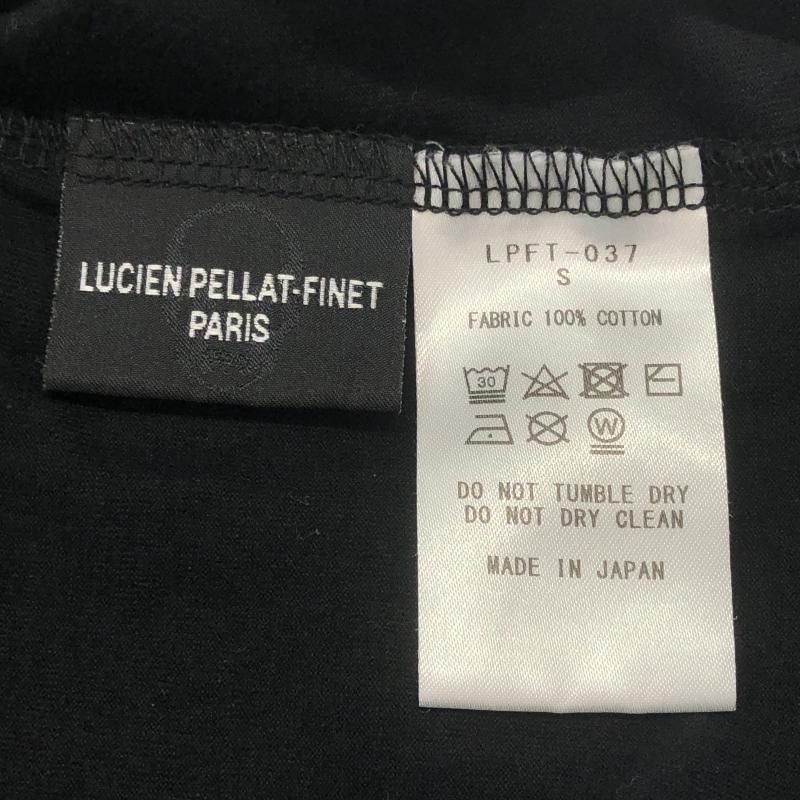 LUCIEN PELLAT-FINET
PARIS
LPFT-037
S
FABRIC 100% COTTON
30
W
DO NOT TUMBLE DRY
DO NOT DRY CLEAN
MADE IN JAPAN